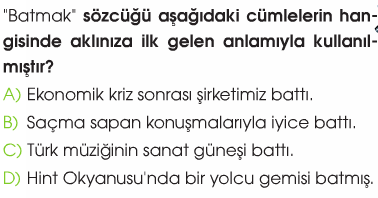 "Batmak" sözcüğü aşağıdaki cümlelerin han-
gisinde aklınıza ilk gelen anlamıyla kullanıl-
mıştır?
A) Ekonomik kriz sonrası şirketimiz battı.
B) Saçma sapan konuşmalarıyla iyice battı.
C) Türk müziğinin sanat güneşi battı.
D) Hint Okyanusu'nda bir yolcu gemisi batmış.